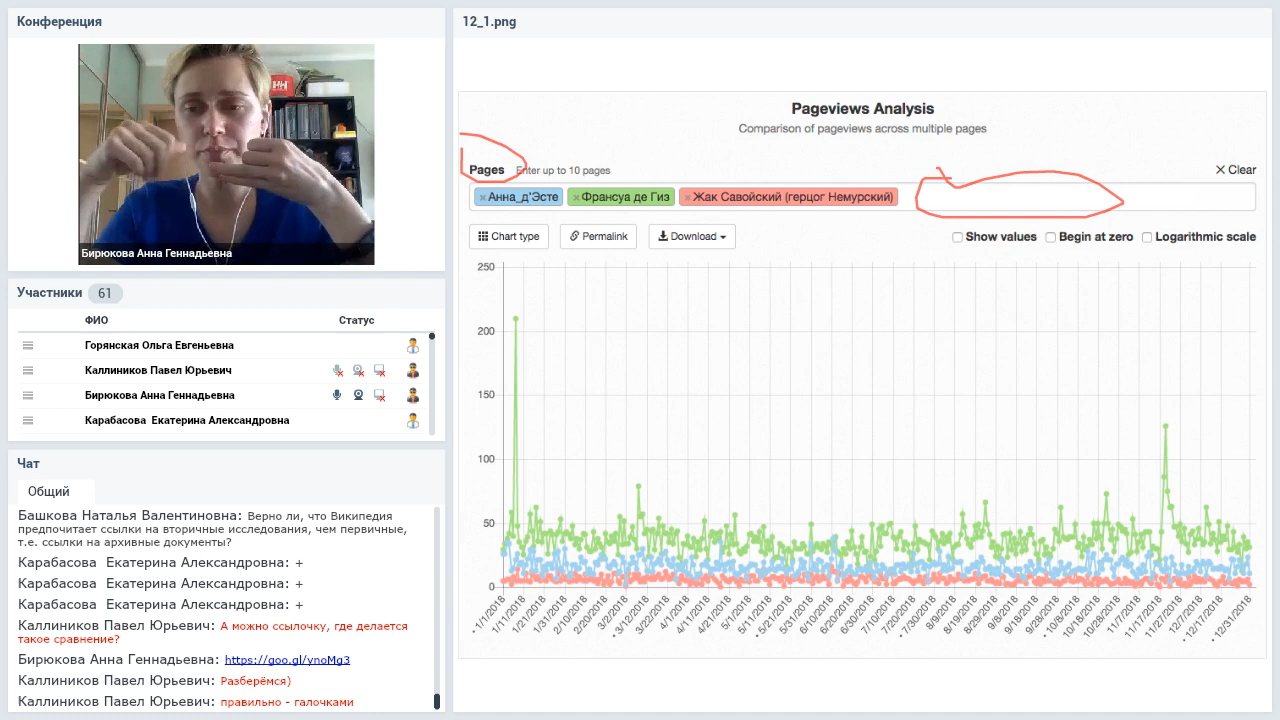 Конференция
Бирюкова Анна Геннадьевна
Участники 61
ФИО Статус
Горянская Ольга Евгеньевна
Каллиников Павел Юрьевич
Бирюкова Анна Геннадьевна
Карабасова Екатерина Александровна
Чат
Общий
Башкова Наталья Валентиновна: Верно ли, что Википедия
предпочитает ссылки на вторичные исследования, чем первичные,
т.е. ссылки на архивные документы?
Карабасова Екатерина Александровна: +
Карабасова Екатерина Александровна: +
Карабасова Екатерина Александровна: +
Каллиников Павел Юрьевич: А можно ссылочку, где делается
такое сравнение?
Бирюкова Анна Геннадьевна: https://goo.gl/ynoMg3
Каллиников Павел Юрьевич: Разберёмся)
Каллиников Павел Юрьевич: правильно - галочками
12_1.png
Pageviews Analysis
Comparison of pageviews across multiple pages
Pages Enter up to 10 pages × Clear
× Анна_д'Эсте × Франсуа де Гиз × Жак Савойский (герцог Немурский)
Chart type Permalink Download Show values Begin at zero Logarithmic scale
250
200
150
100
50
0
1/1/2018 1/11/2018 1/21/2018 1/31/2018 2/10/2018 2/20/2018 3/2/2018 3/12/2018 3/22/2018 4/1/2018 4/11/2018 4/21/2018 5/1/2018 5/11/2018 5/21/2018 5/31/2018 6/10/2018 6/20/2018 6/30/2018 7/10/2018 7/20/2018 7/30/2018 8/9/2018 8/19/2018 8/29/2018 9/8/2018 9/18/2018 9/28/2018 10/8/2018 10/18/2018 10/28/2018 11/7/2018 11/17/2018 11/27/2018 12/7/2018 12/17/2018 12/31/2018